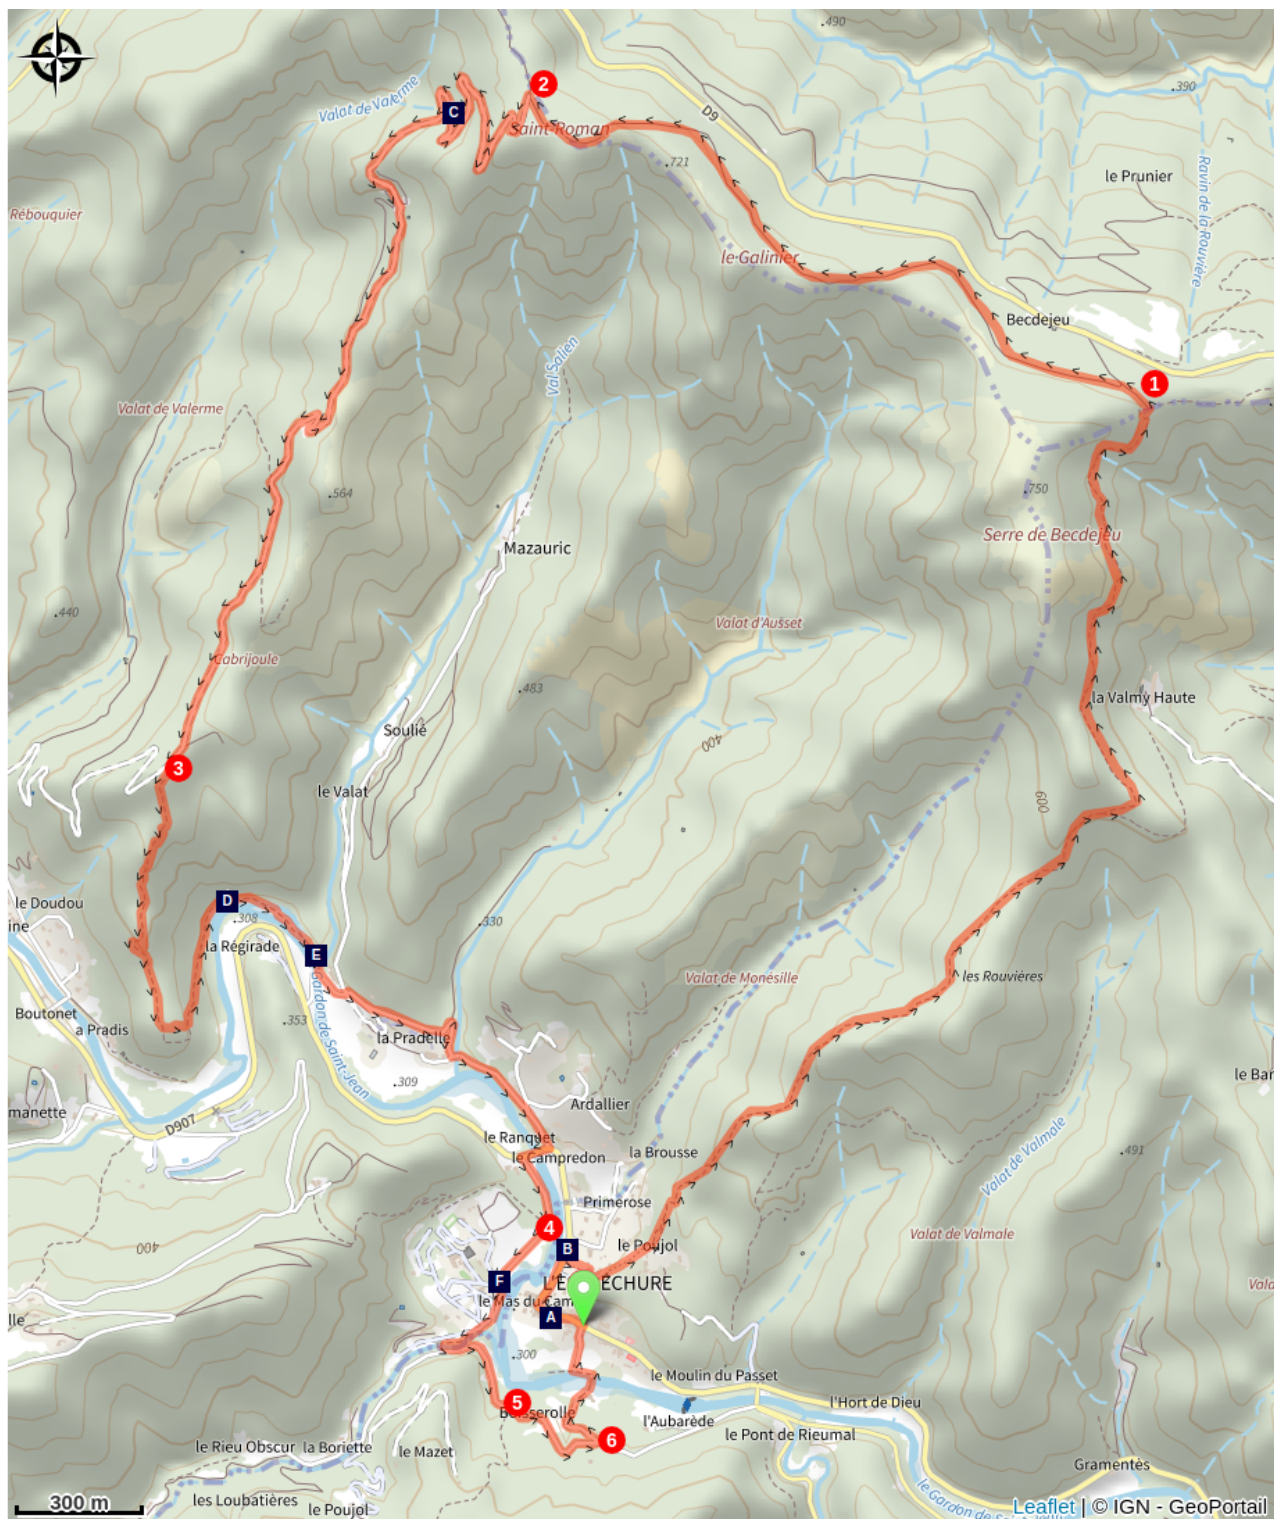 .490
2
D9
.390
Valat de Valerme
C
Saint-Roman
.721
le Prunier
Ravin de la Rouvière
Rébouquier
le Galinier
Becdejeu
Val Salien
1
Valat de Valerme
.750
.564
Serre de Becdejeu
Mazauric
.440
Valat d'Ausset
Cabrijoule
.483
la Valmy Haute
Soulié
400
3
le Valat
600
le Doudou
ine
D
.308
.330
la Régirade
E
Valat de Monésille
les Rouvières
Boutonet
a Pradis
.353
Gardon de Saint-Jean
la Pradelle
.309
le Bar
manette
Ardallier
D907
le Ranquet
le Campredon
la Brousse
Valat de Valmale
.491
Primerose
4
B
le Poujol
400
Valat de Valmale
F
le Mas du Cam
A
lle
.300
le Moulin du Passet
5
l'Hort de Dieu
l'Aubarède
6
le Pont de Rieumal
le Rieu Obscur
la Boriette
le Mazet
Gramentès
les Loubatières
le Poujol
300 m
Leaflet | © IGN - GeoPortail